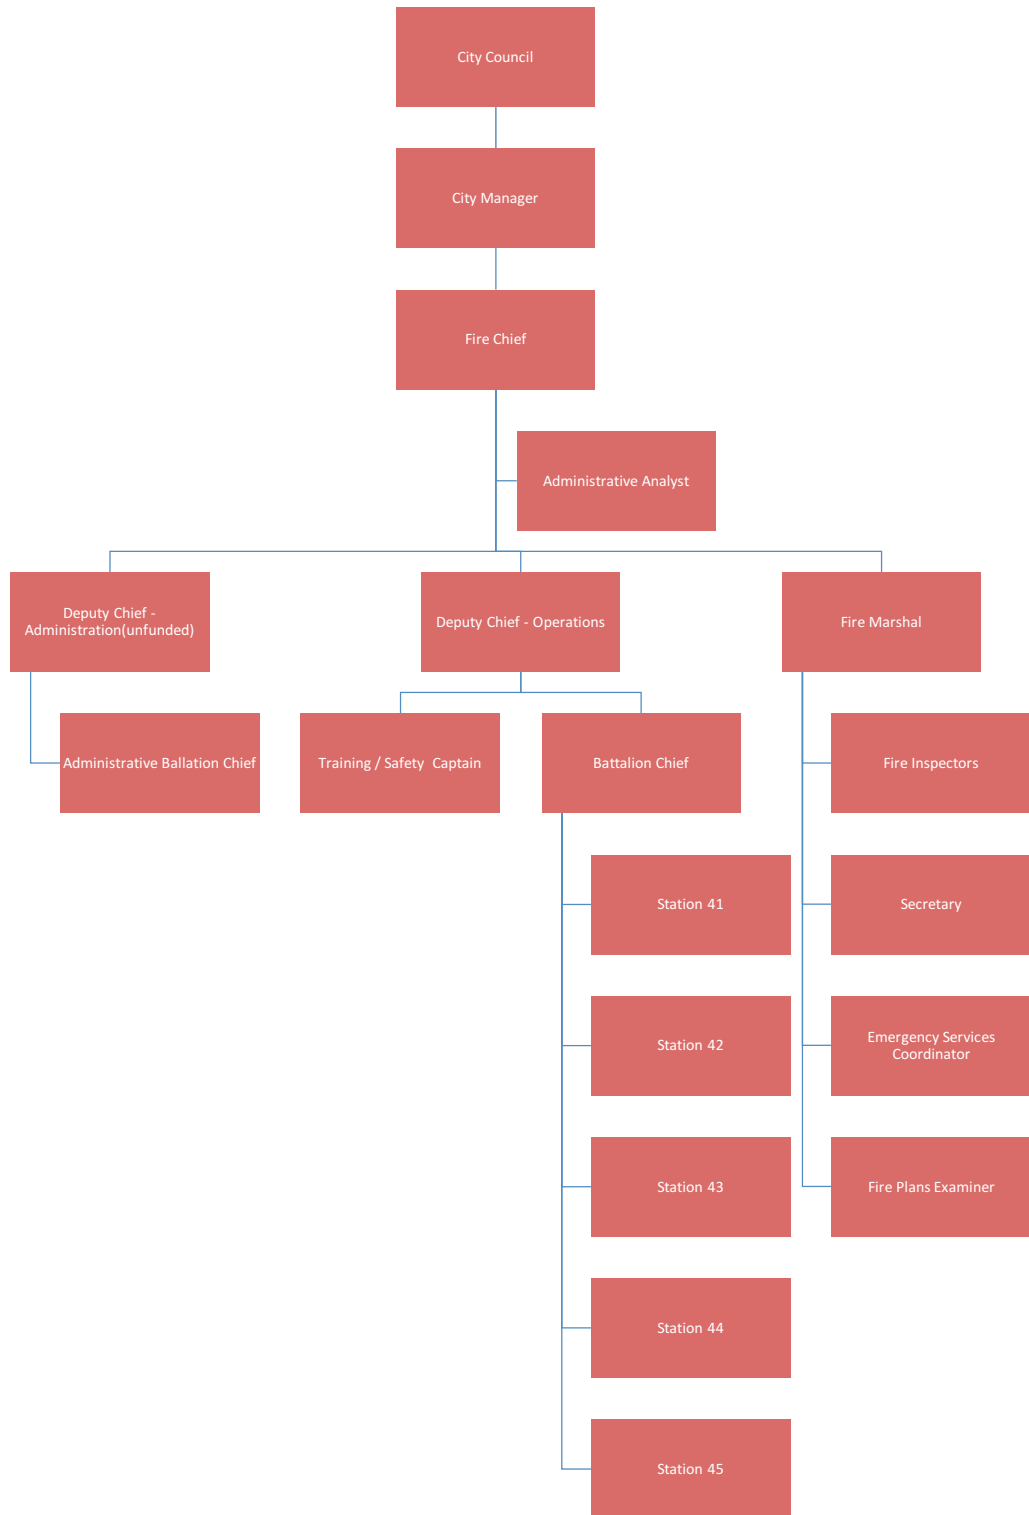 City Council
City Manager
Fire Chief
Administrative Analyst
Deputy Chief -
Administration(unfunded)
Deputy Chief - Operations
Fire Marshal
Administrative Ballation Chief
Training / Safety  Captain
Battalion Chief
Fire Inspectors
Station 41
Secretary
Station 42
Emergency Services
Coordinator
Station 43
Fire Plans Examiner
Station 44
Station 45